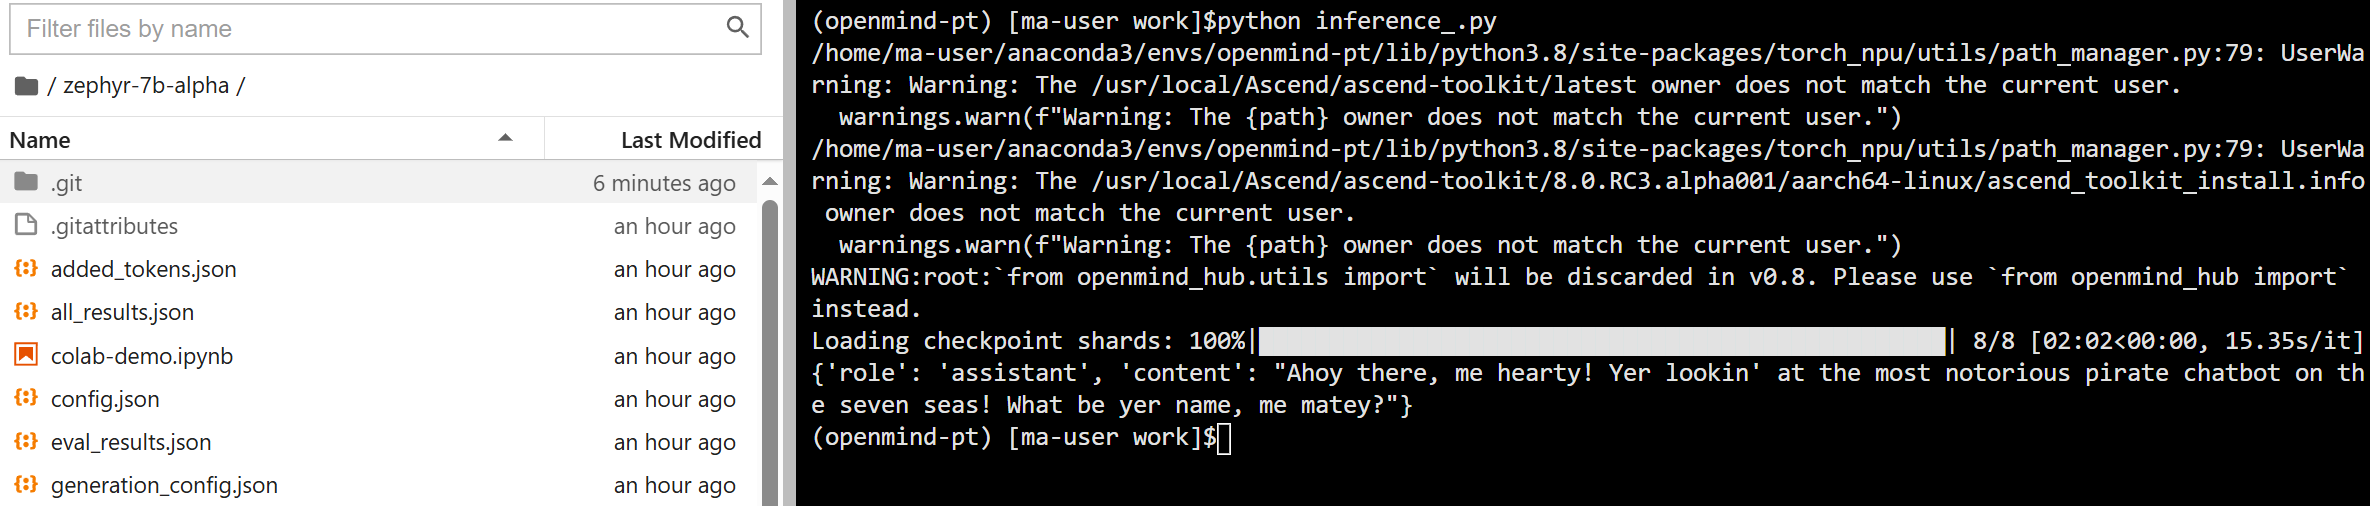 Filter files by name
/ zephyr-7b-alpha /
Name Last Modified
.git 6 minutes ago
.gitattributes an hour ago
added_tokens.json an hour ago
all_results.json an hour ago
colab-demo.ipynb an hour ago
config.json an hour ago
eval_results.json an hour ago
generation_config.json an hour ago
(openmind-pt) [ma-user work]$python inference_.py
/home/ma-user/anaconda3/envs/openmind-pt/lib/python3.8/site-packages/torch_npu/utils/path_manager.py:79: UserWa
rning: Warning: The /usr/local/Ascend/ascend-toolkit/latest owner does not match the current user.
  warnings.warn(f"Warning: The {path} owner does not match the current user.")
/home/ma-user/anaconda3/envs/openmind-pt/lib/python3.8/site-packages/torch_npu/utils/path_manager.py:79: UserWa
rning: Warning: The /usr/local/Ascend/ascend-toolkit/8.0.RC3.alpha001/aarch64-linux/ascend_toolkit_install.info
 owner does not match the current user.
  warnings.warn(f"Warning: The {path} owner does not match the current user.")
WARNING:root:`from openmind_hub.utils import` will be discarded in v0.8. Please use `from openmind_hub import`
instead.
Loading checkpoint shards: 100%|██████████| 8/8 [02:02<00:00, 15.35s/it]
{'role': 'assistant', 'content': "Ahoy there, me hearty! Yer lookin' at the most notorious pirate chatbot on th
e seven seas! What be yer name, me matey?"}
(openmind-pt) [ma-user work]$